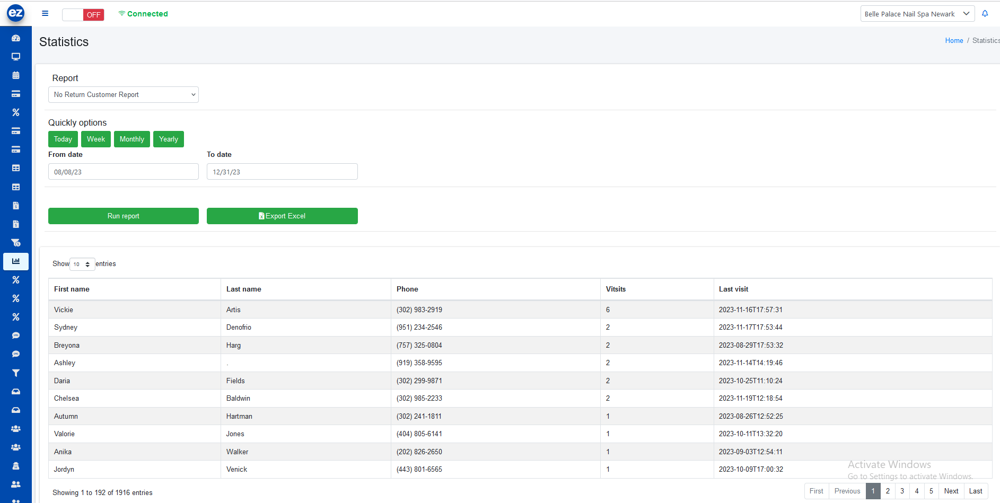 ez
OFF
Connected
Belle Palace Nail Spa Newark
Statistics
Home / Statistics
Report
No Return Customer Report
Quickly options
Today Week Monthly Yearly
From date To date
08/08/23 12/31/23
Run report Export Excel
Show 10 entries
First name Last name Phone Vitsits Last visit
Vickie Artis (302) 983-2919 6 2023-11-16T17:57:31
Sydney Denofrio (951) 234-2546 2 2023-11-17T17:53:44
Breyona Harg (757) 325-0804 2 2023-08-29T17:53:32
Ashley . (919) 358-9595 2 2023-11-14T14:19:46
Daria Fields (302) 299-9871 2 2023-10-25T11:10:24
Chelsea Baldwin (302) 985-2233 2 2023-11-19T12:18:54
Autumn Hartman (302) 241-1811 1 2023-08-26T12:52:25
Valorie Jones (404) 805-6141 1 2023-10-11T13:32:20
Anika Walker (202) 826-2650 1 2023-09-03T12:54:11
Jordyn Venick (443) 801-6565 1 2023-10-09T17:00:32
Activate Windows
Go to Settings to activate Windows.
Showing 1 to 192 of 1916 entries
First Previous 1 2 3 4 5 Next Last